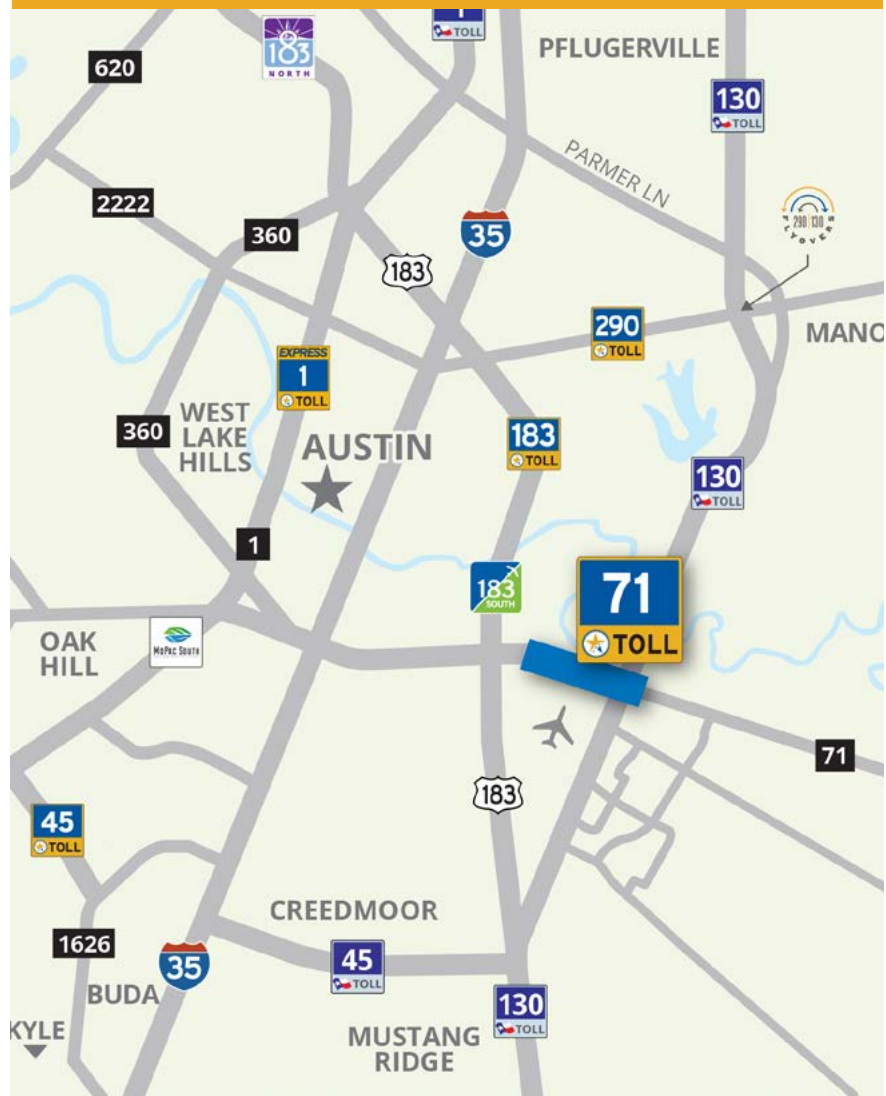 1
TOLL
183
NORTH
PFLUGERVILLE
620
130
TOLL
PARMER LN
2222
290 130
FLYOVERS
360
35
183
290
TOLL
MANO
EXPRESS
1
TOLL
WEST
LAKE
HILLS
360
AUSTIN
183
TOLL
130
TOLL
1
183
SOUTH
71
TOLL
OAK
HILL
MoPac South
71
183
45
TOLL
CREEDMOOR
1626
35
45
TOLL
BUDA
130
TOLL
KYLE
MUSTANG
RIDGE